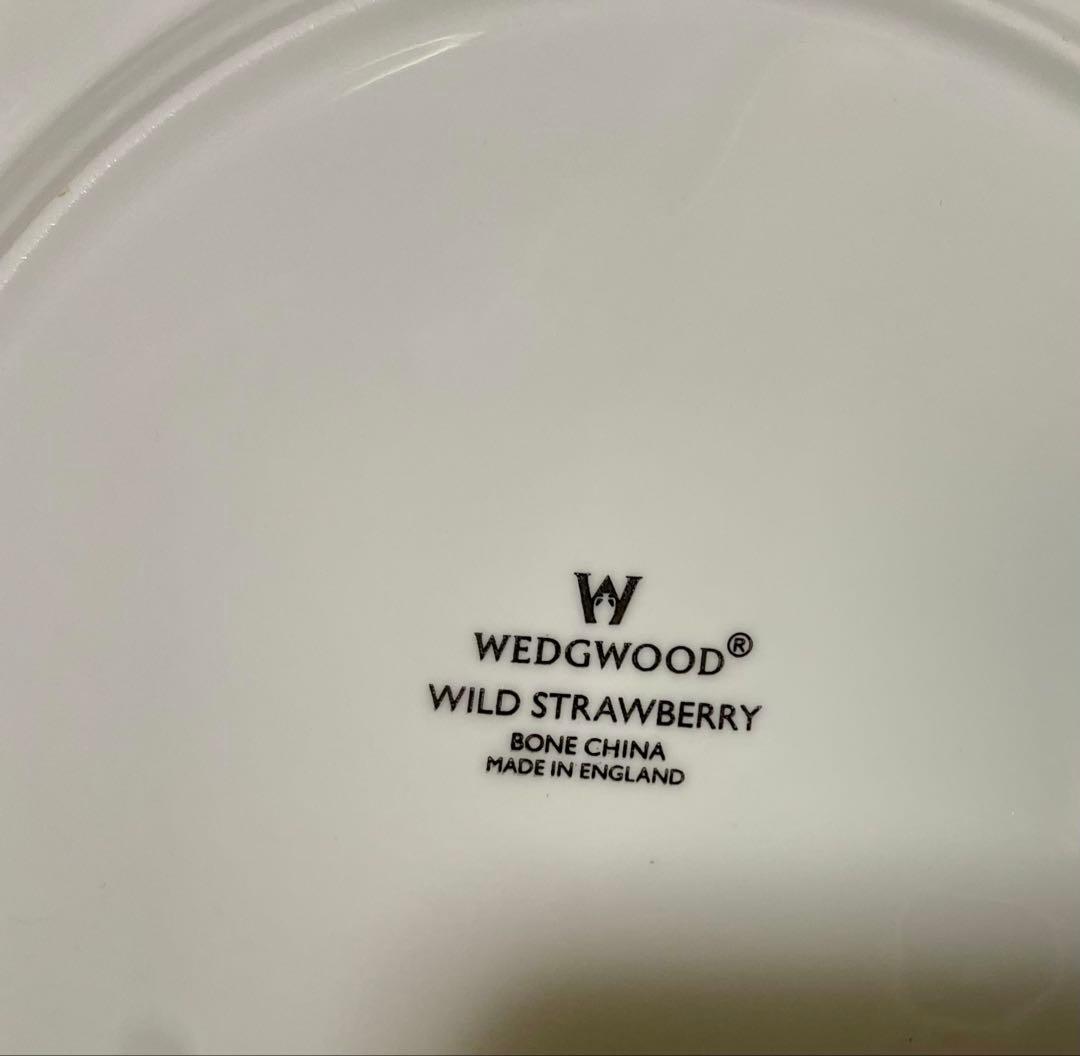 W
WEDGWOOD®
WILD STRAWBERRY
BONE CHINA
MADE IN ENGLAND